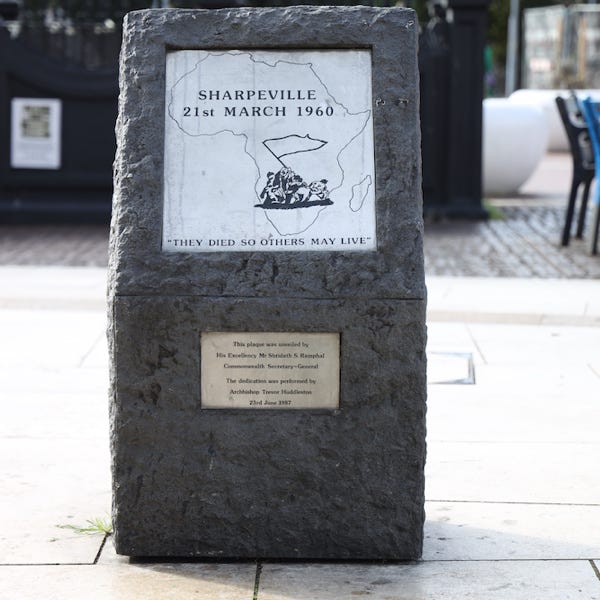 SHARPEVILLE
21st MARCH 1960
"THEY DIED SO OTHERS MAY LIVE"
This plaque was unveiled by
His Excellency Mr Shridath S. Ramphal
Commonwealth Secretary-General
The dedication was performed by
Archbishop Trevor Huddleston
23rd June 1987